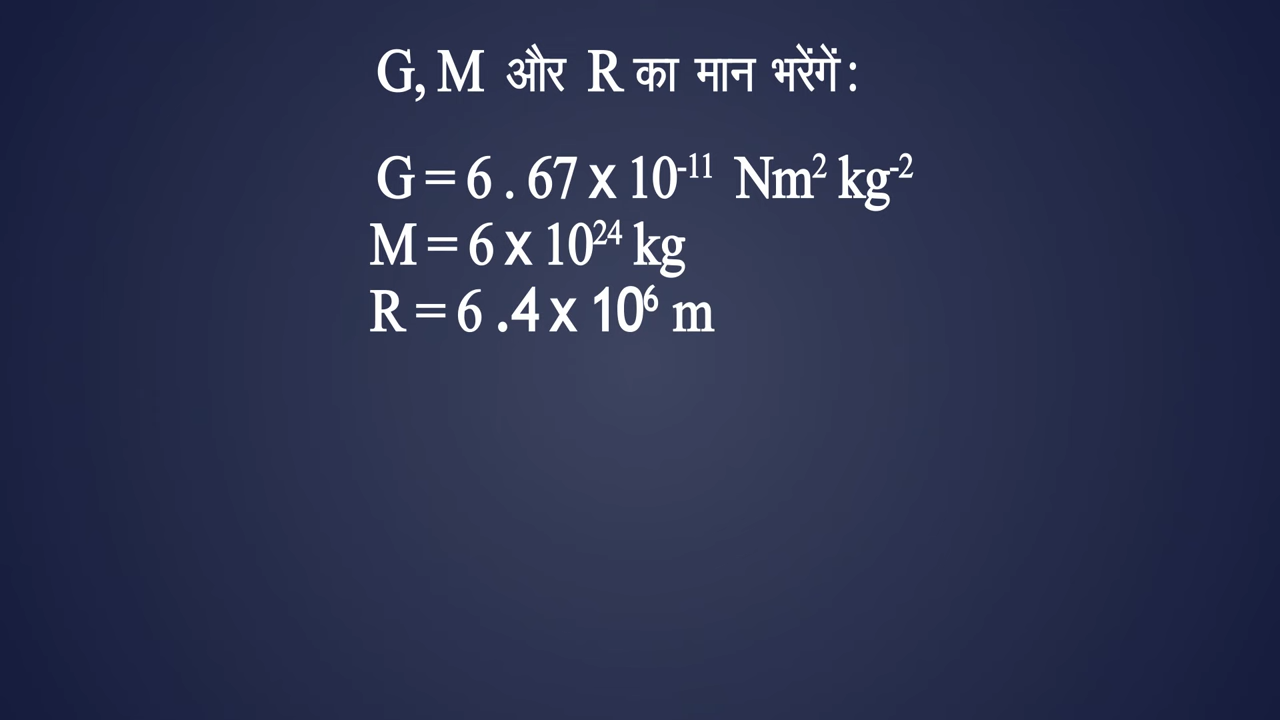 G, M और R का मान भरेंगें :
G = 6 . 67 x 10⁻¹¹ Nm² kg⁻²
M = 6 x 10²⁴ kg
R = 6 .4 x 10⁶ m